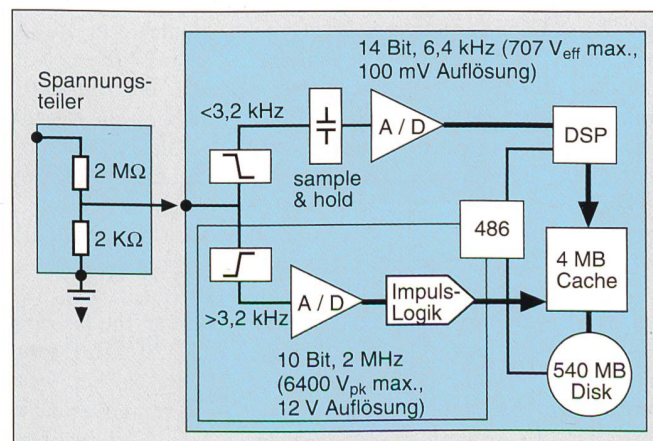 Spannungs-
teiler
2 MΩ
2 KΩ
14 Bit, 6,4 kHz (707 Veff max.,
100 mV Auflösung)
<3,2 kHz
sample
& hold
A / D
DSP
486
4 MB
Cache
>3,2 kHz
A / D
Impuls-
Logik
10 Bit, 2 MHz
(6400 Vpk max.,
12 V Auflösung)
540 MB
Disk